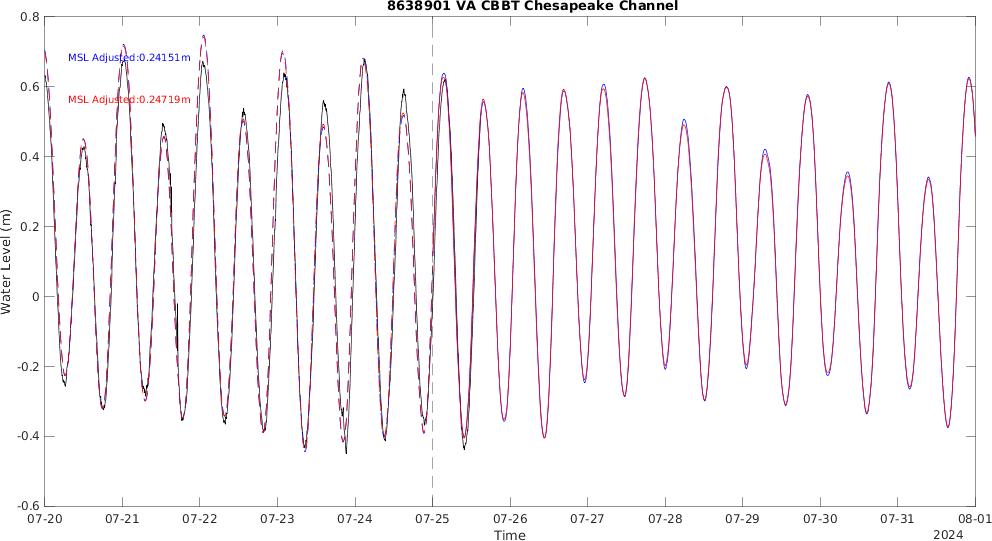 8638901 VA CBBT Chesapeake Channel
0.8
MSL Adjusted:0.24151m
0.6
MSL Adjusted:0.24719m
0.4
0.2
Water Level (m)
0
-0.2
-0.4
-0.6
07-20 07-21 07-22 07-23 07-24 07-25 07-26 07-27 07-28 07-29 07-30 07-31 08-01
Time
2024